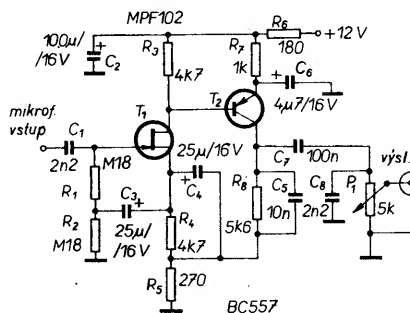 MPF102
R6
180
+12V
100µ/
/16V
C2
R3
4k7
R7
1k
C6
4µ7/16V
T1
T2
mikrof.
vstup
C1
2n2
M18
25µ/16V
C4
C7
100n
výst.
R1
C3
R8
C5
C8
P1
R2
25µ/
/16V
R4
10n
2n2
5k
M18
4k7
5k6
R5
270
BC557